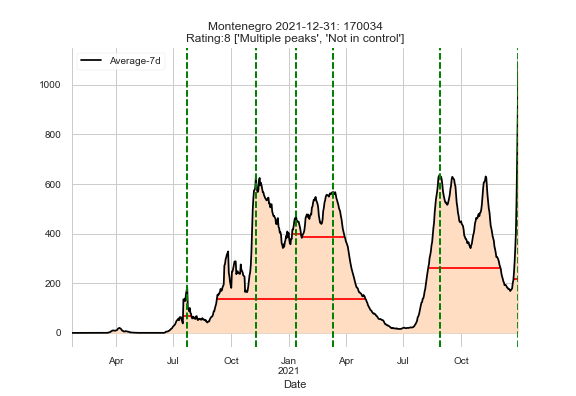 Montenegro 2021-12-31: 170034
Rating:8 ['Multiple peaks', 'Not in control']
Average-7d
1000
800
600
400
200
0
Apr
Jul
Oct
Jan
2021
Apr
Jul
Oct
Date